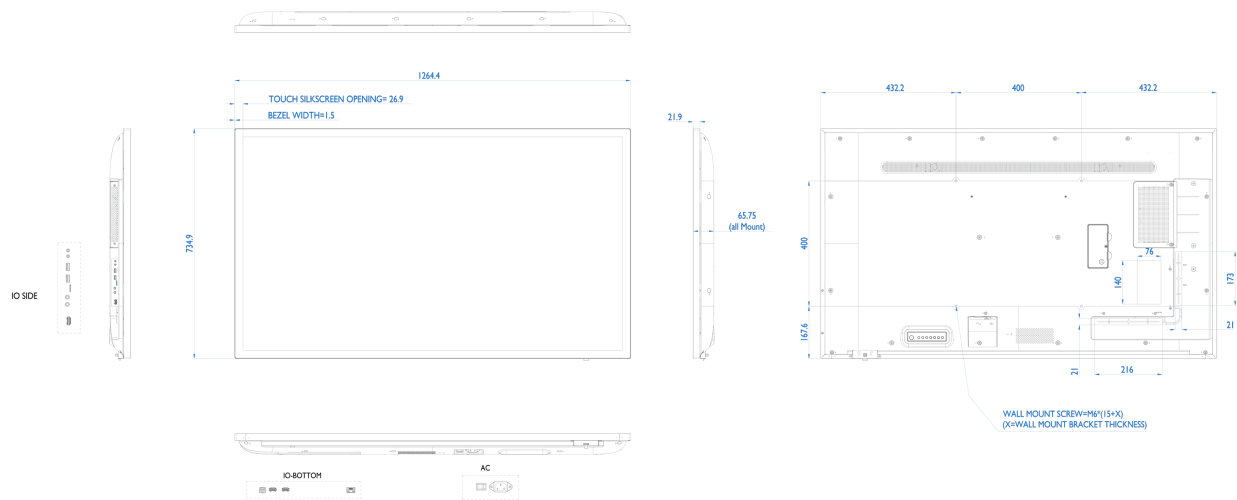 1264.4
TOUCH SILKSCREEN OPENING= 26.9
BEZEL WIDTH=1.5
734.9
21.9
65.75
(all Mount)
432.2
400
432.2
400
167.6
76
140
173
21
21
216
WALL MOUNT SCREW=M6*(15+X)
(X=WALL MOUNT BRACKET THICKNESS)
IO SIDE
IO-BOTTOM
AC